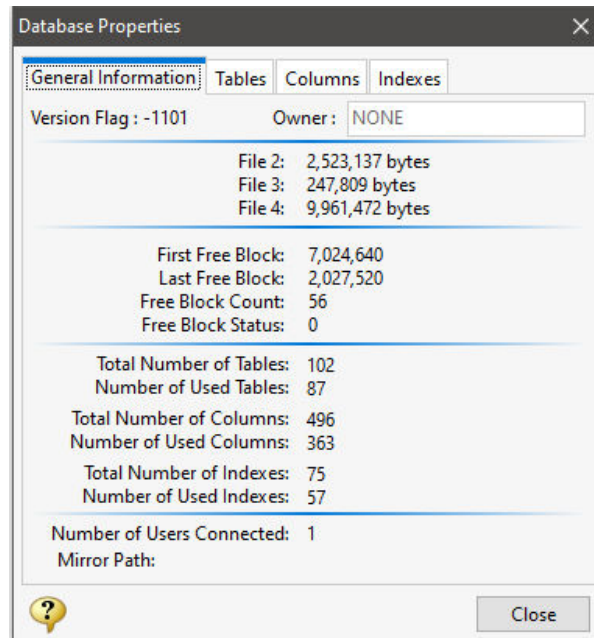 Database Properties
General Information Tables Columns Indexes
Version Flag : -1101 Owner : NONE
File 2: 2,523,137 bytes
File 3: 247,809 bytes
File 4: 9,961,472 bytes
First Free Block: 7,024,640
Last Free Block: 2,027,520
Free Block Count: 56
Free Block Status: 0
Total Number of Tables: 102
Number of Used Tables: 87
Total Number of Columns: 496
Number of Used Columns: 363
Total Number of Indexes: 75
Number of Used Indexes: 57
Number of Users Connected: 1
Mirror Path:
? Close